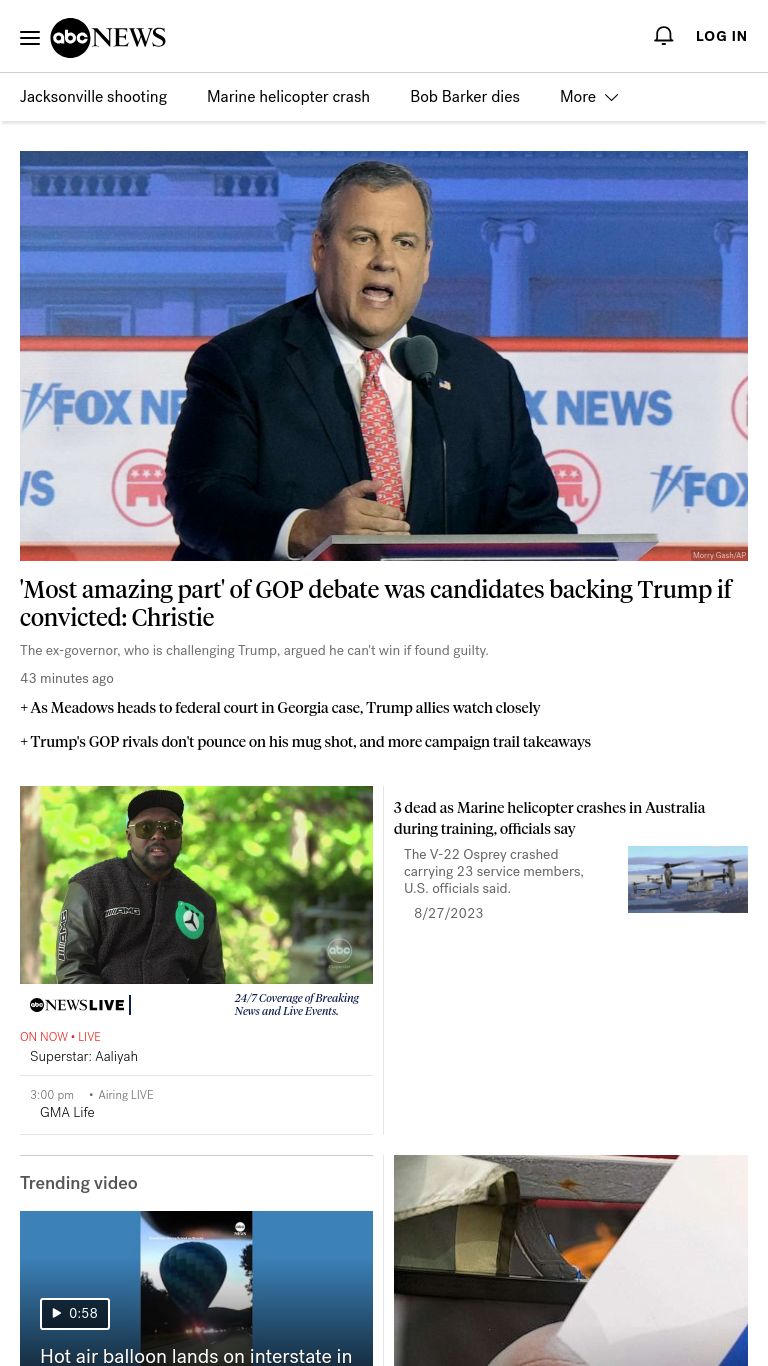 abc NEWS
LOG IN
Jacksonville shooting
Marine helicopter crash
Bob Barker dies
More
FOX NE
X NEWS
VS
FOX
Morry Gash/AP
'Most amazing part' of GOP debate was candidates backing Trump if
convicted: Christie
The ex-governor, who is challenging Trump, argued he can't win if found guilty.
43 minutes ago
+ As Meadows heads to federal court in Georgia case, Trump allies watch closely
+ Trump's GOP rivals don't pounce on his mug shot, and more campaign trail takeaways
AMG
AMG
abc
abc NEWS LIVE
24/7 Coverage of Breaking
News and Live Events.
ON NOW • LIVE
Superstar: Aaliyah
3:00 pm • Airing LIVE
GMA Life
3 dead as Marine helicopter crashes in Australia
during training, officials say
The V-22 Osprey crashed
carrying 23 service members,
U.S. officials said.
8/27/2023
Trending video
abc
NEWS
0:58
Hot air balloon lands on interstate in